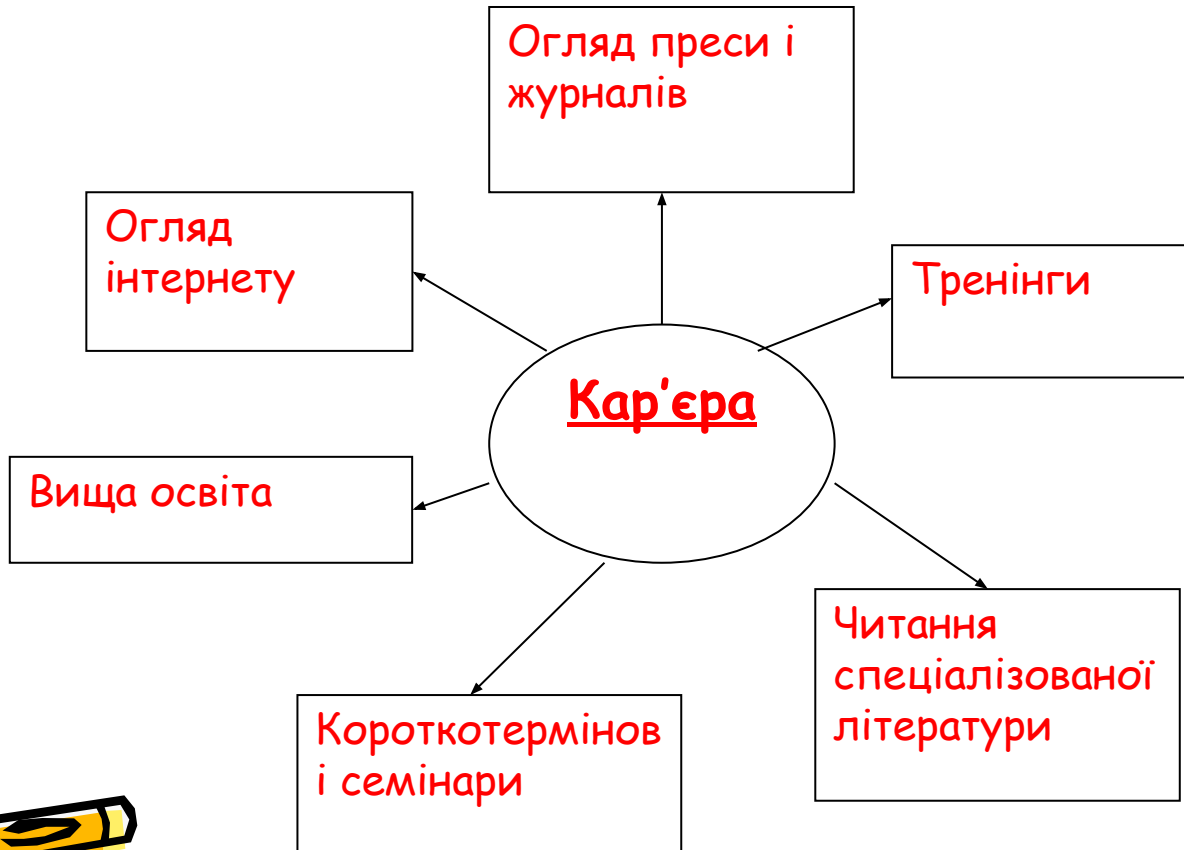 Огляд преси і
журналів
Огляд
інтернету
Тренінги
Кар'єра
Вища освіта
Читання
спеціалізованої
літератури
Короткотермінов
і семінари